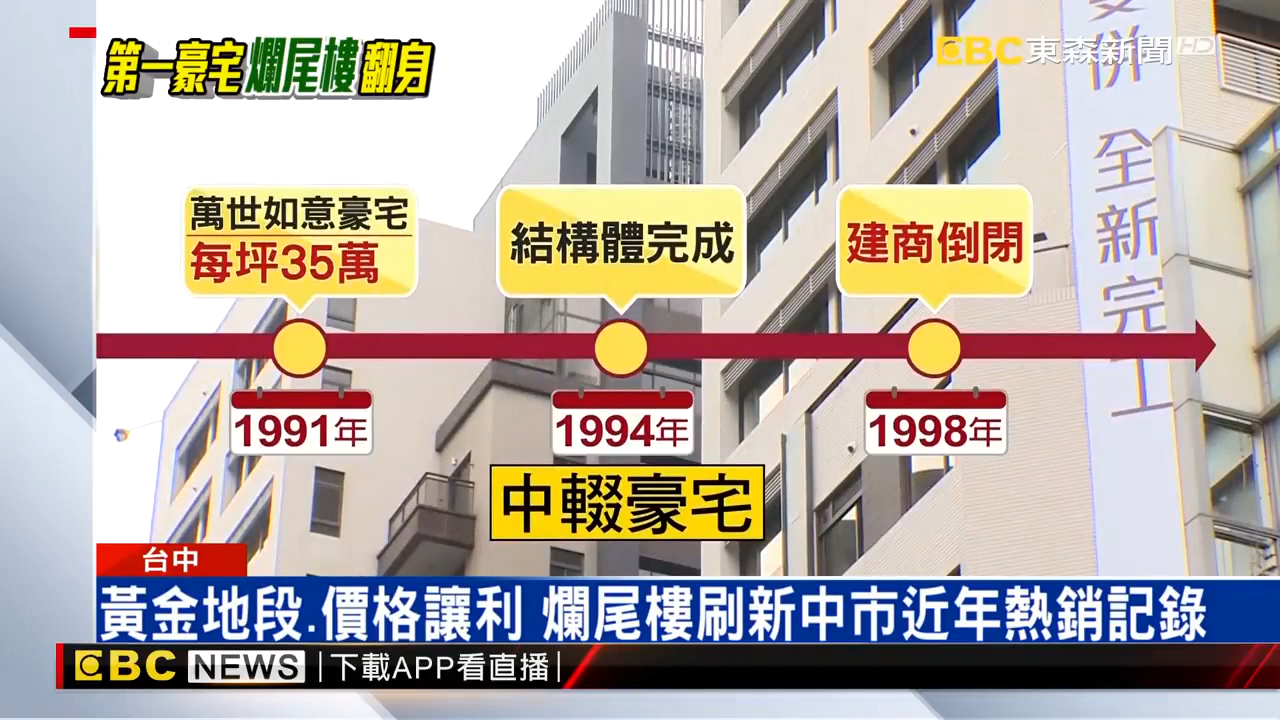 第一豪宅爛尾樓翻身
EBC東森新聞HD
萬世如意豪宅
每坪35萬
結構體完成
建商倒閉
併 全新完工
1991年
1994年
1998年
中輟豪宅
台中
黃金地段.價格讓利 爛尾樓刷新中市近年熱銷記錄
EBC NEWS 下載APP看直播